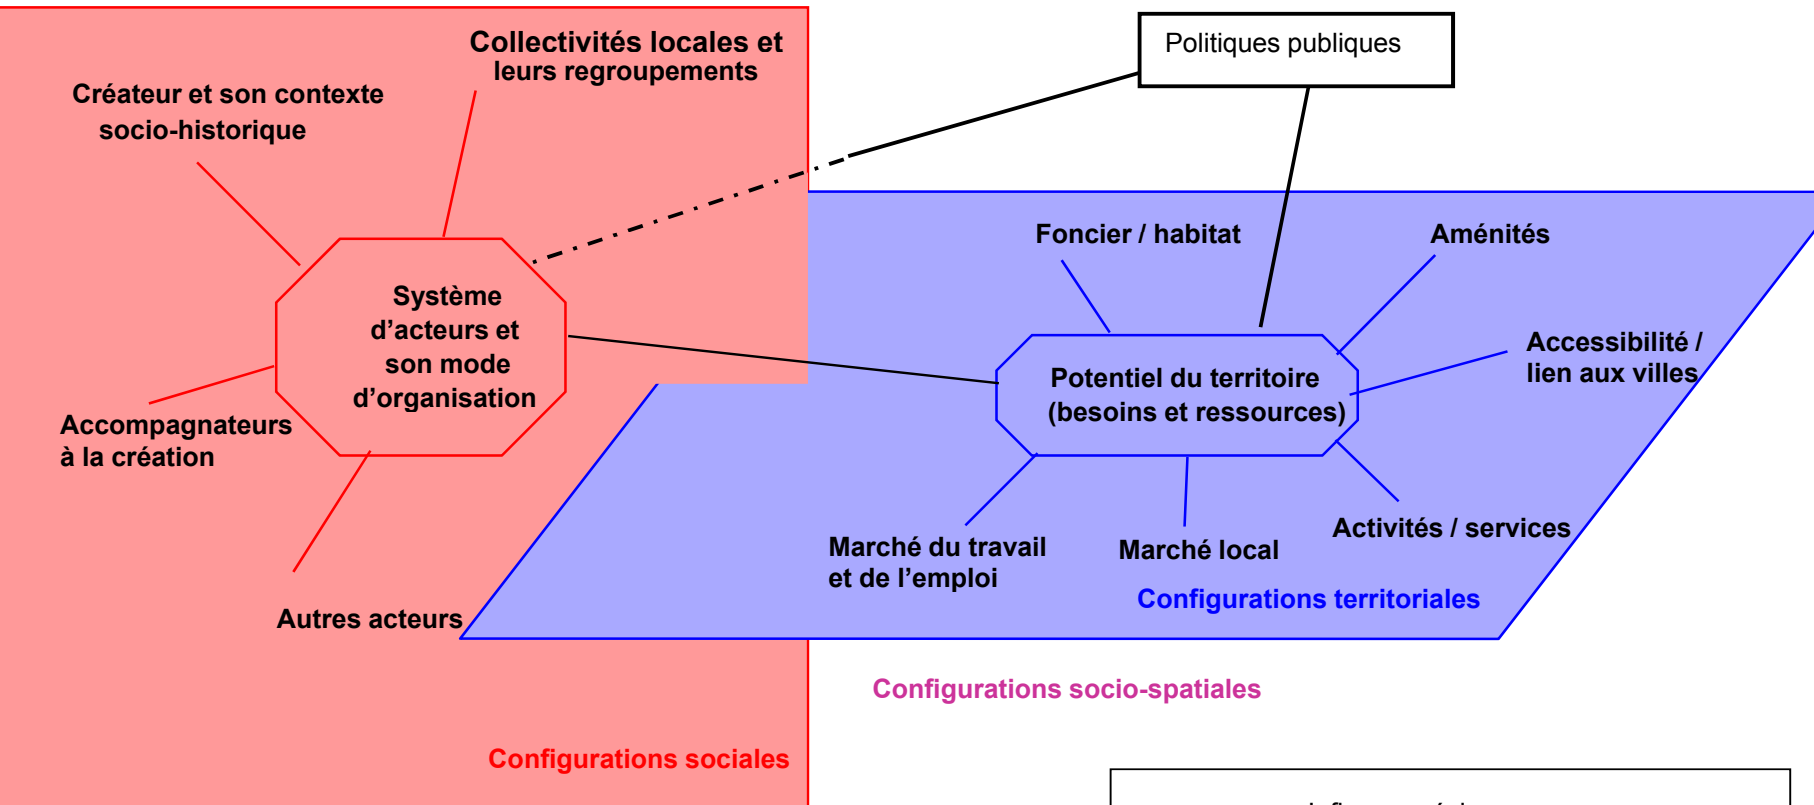 Collectivités locales et
leurs regroupements
Politiques publiques
Créateur et son contexte
socio-historique
Foncier / habitat
Aménités
Système
d’acteurs et
son mode
d’organisation
Accessibilité /
lien aux villes
Potentiel du territoire
(besoins et ressources)
Accompagnateurs
à la création
Marché du travail
et de l’emploi
Marché local
Activités / services
Configurations territoriales
Autres acteurs
Configurations socio-spatiales
Configurations sociales